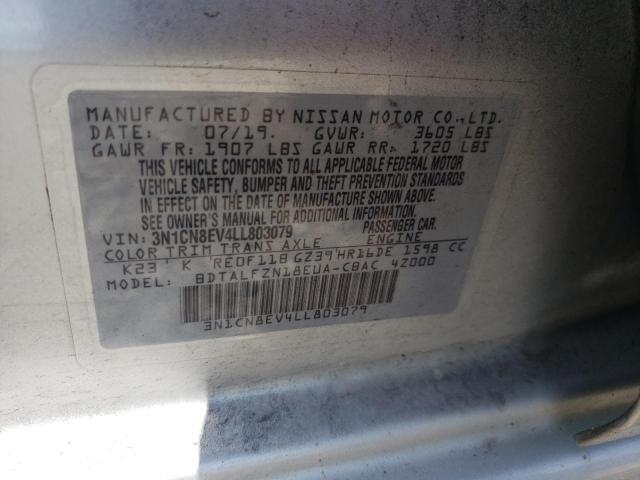 MANUFACTURED BY NISSAN MOTOR CO.,LTD.
DATE: 07/19. GVWR: 3605 LBS
GAWR FR: 1907 LBS GAWR RR: 1720 LBS
THIS VEHICLE CONFORMS TO ALL APPLICABLE FEDERAL MOTOR
VEHICLE SAFETY, BUMPER AND THEFT PREVENTION STANDARDS
IN EFFECT ON THE DATE OF MANUFACTURE SHOWN ABOVE.
SEE OWNER'S MANUAL FOR ADDITIONAL INFORMATION.
VIN: 3N1CN8EV4LL803079 PASSENGER CAR.
COLOR TRIM TRANS AXLE ENGINE
K23 K RE0F11B GZ39 HR16DE 1598 CC
MODEL: BDTALFZN18EUA-CBAC 4Z000
3N1CN8EV4LL803079